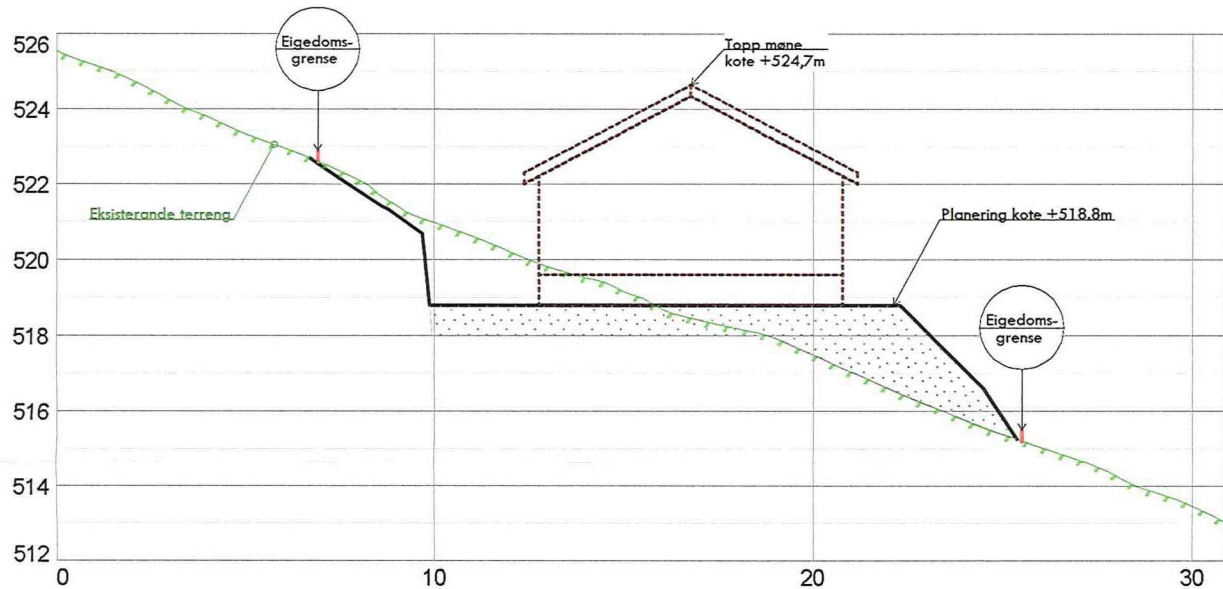 526
524
522
520
518
516
514
512
0
10
20
30
Eigedoms-
grense
Topp møne
kote +524,7m
Eksisterande terreng
Planering kote +518.8m
Eigedoms-
grense